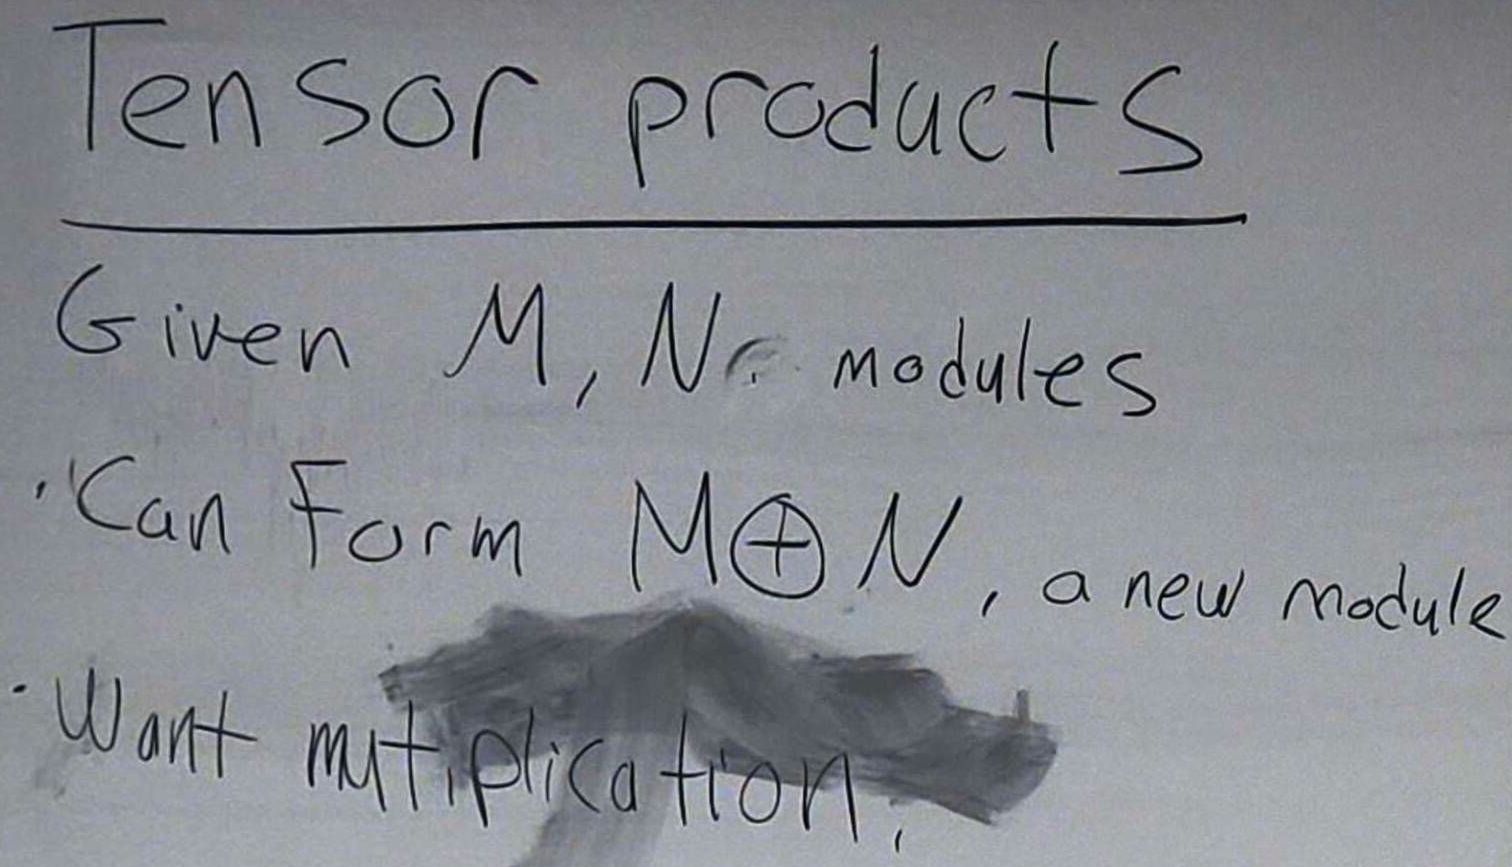 Tensor products
Given M, N modules
· Can Form M⊕N, a new module
· Want mutiplication.